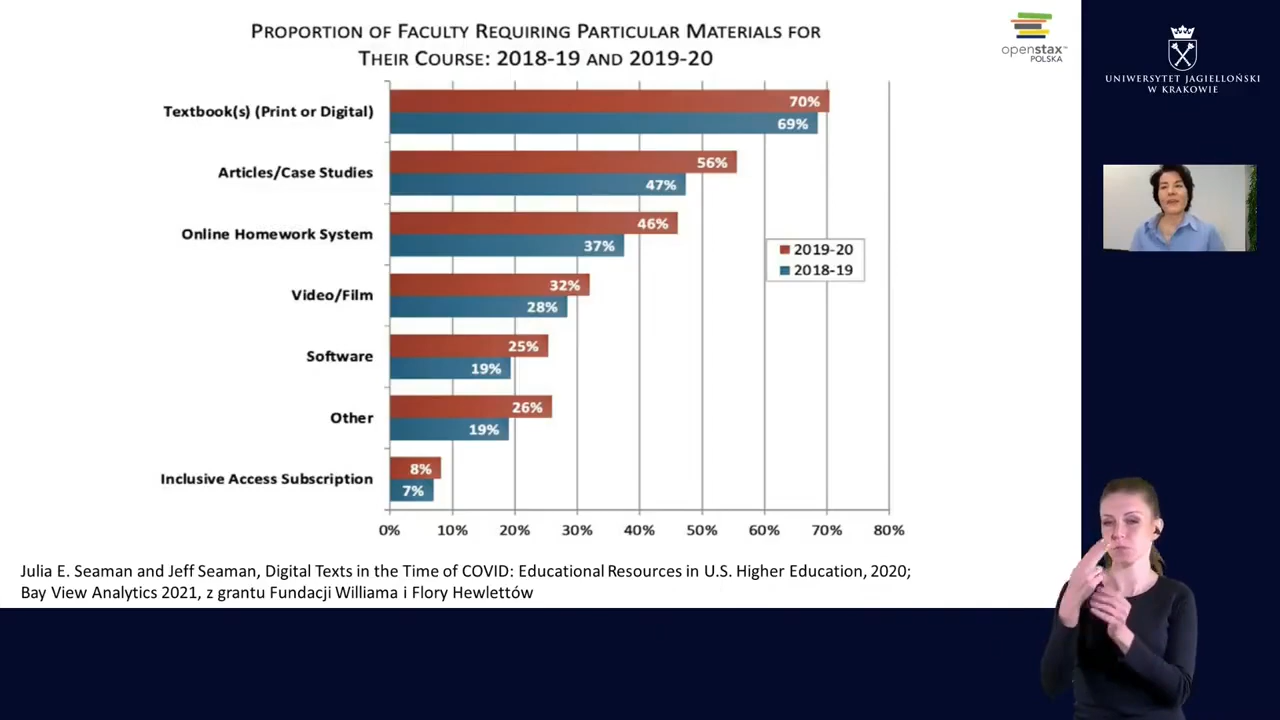 PROPORTION OF FACULTY REQUIRING PARTICULAR MATERIALS FOR
THEIR COURSE: 2018-19 AND 2019-20
openstax™
POLSKA
UNIWERSYTET JAGIELLOŃSKI
W KRAKOWIE
Textbook(s) (Print or Digital)
70%
69%
Articles/Case Studies
56%
47%
Online Homework System
46%
37%
2019-20
2018-19
Video/Film
32%
28%
Software
25%
19%
Other
26%
19%
Inclusive Access Subscription
8%
7%
0% 10% 20% 30% 40% 50% 60% 70% 80%
Julia E. Seaman and Jeff Seaman, Digital Texts in the Time of COVID: Educational Resources in U.S. Higher Education, 2020;
Bay View Analytics 2021, z grantu Fundacji Williama i Flory Hewlettów